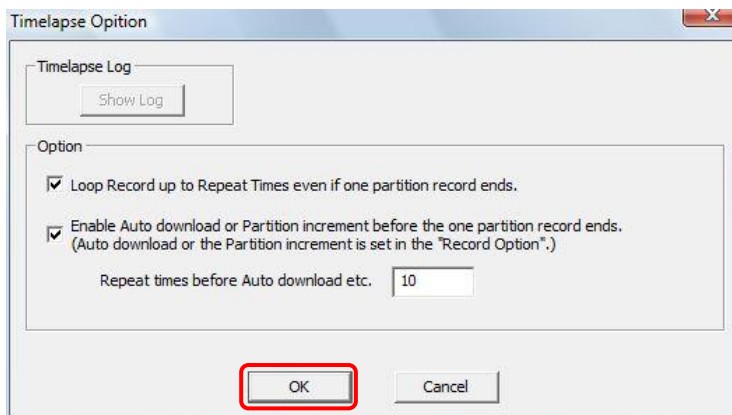 Timelapse Opition
Timelapse Log
Show Log
Option
Loop Record up to Repeat Times even if one partition record ends.
Enable Auto download or Partition increment before the one partition record ends.
(Auto download or the Partition increment is set in the "Record Option".)
Repeat times before Auto download etc. 10
OK Cancel